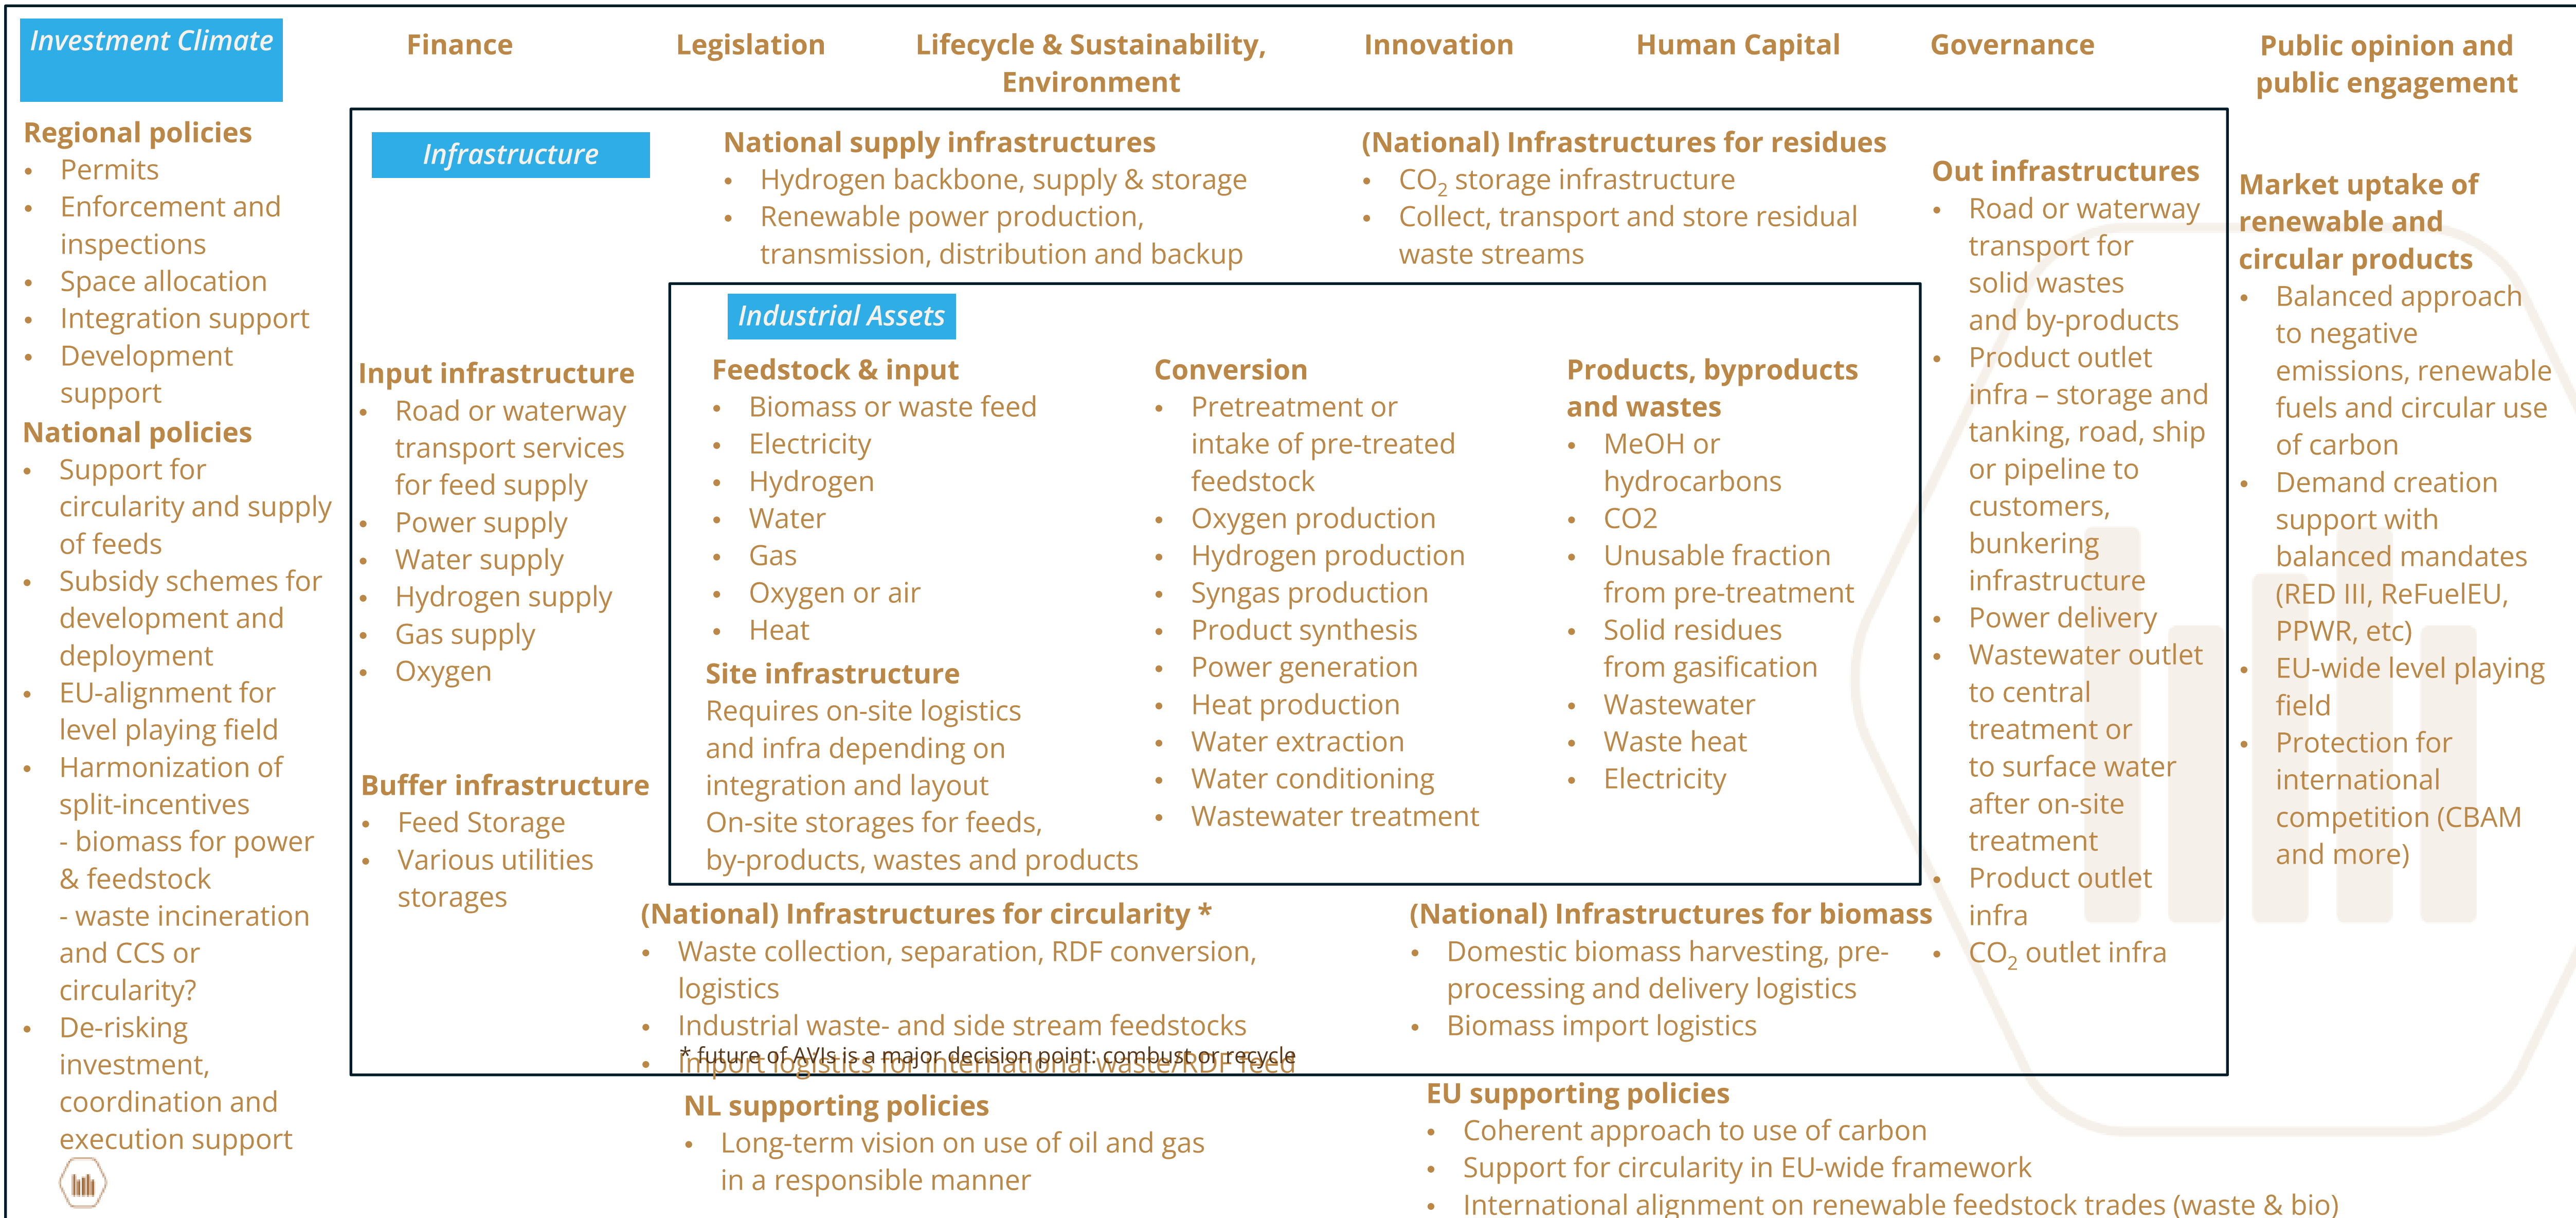 Investment Climate
Finance
Legislation
Lifecycle & Sustainability,
Environment
Innovation
Human Capital
Governance
Public opinion and
public engagement
Regional policies
• Permits
• Enforcement and
inspections
• Space allocation
• Integration support
• Development
support
National policies
• Support for
circularity and supply
of feeds
• Subsidy schemes for
development and
deployment
• EU-alignment for
level playing field
• Harmonization of
split-incentives
- biomass for power
& feedstock
- waste incineration
and CCS or
circularity?
• De-risking
investment,
coordination and
execution support
Infrastructure
Input infrastructure
• Road or waterway
transport services
for feed supply
• Power supply
• Water supply
• Hydrogen supply
• Gas supply
• Oxygen
Buffer infrastructure
• Feed Storage
• Various utilities
storages
National supply infrastructures
• Hydrogen backbone, supply & storage
• Renewable power production,
transmission, distribution and backup
(National) Infrastructures for residues
• CO₂ storage infrastructure
• Collect, transport and store residual
waste streams
Industrial Assets
Feedstock & input
• Biomass or waste feed
• Electricity
• Hydrogen
• Water
• Gas
• Oxygen or air
• Heat
Site infrastructure
Requires on-site logistics
and infra depending on
integration and layout
On-site storages for feeds,
by-products, wastes and products
Conversion
• Pretreatment or
intake of pre-treated
feedstock
• Oxygen production
• Hydrogen production
• Syngas production
• Product synthesis
• Power generation
• Heat production
• Water extraction
• Water conditioning
• Wastewater treatment
Products, byproducts
and wastes
• MeOH or
hydrocarbons
• CO2
• Unusable fraction
from pre-treatment
• Solid residues
from gasification
• Wastewater
• Waste heat
• Electricity
Out infrastructures
• Road or waterway
transport for
solid wastes
and by-products
• Product outlet
infra – storage and
tanking, road, ship
or pipeline to
customers,
bunkering
infrastructure
• Power delivery
• Wastewater outlet
to central
treatment or
to surface water
after on-site
treatment
• Product outlet
infra
• CO₂ outlet infra
Market uptake of
renewable and
circular products
• Balanced approach
to negative
emissions, renewable
fuels and circular use
of carbon
• Demand creation
support with
balanced mandates
(RED III, ReFuelEU,
PPWR, etc)
• EU-wide level playing
field
• Protection for
international
competition (CBAM
and more)
(National) Infrastructures for circularity *
• Waste collection, separation, RDF conversion,
logistics
• Industrial waste- and side stream feedstocks
• Import logistics for international waste/RDF feed
* future of AVIs is a major decision point: combust or recycle
(National) Infrastructures for biomass
• Domestic biomass harvesting, pre-
processing and delivery logistics
• Biomass import logistics
NL supporting policies
• Long-term vision on use of oil and gas
in a responsible manner
EU supporting policies
• Coherent approach to use of carbon
• Support for circularity in EU-wide framework
• International alignment on renewable feedstock trades (waste & bio)